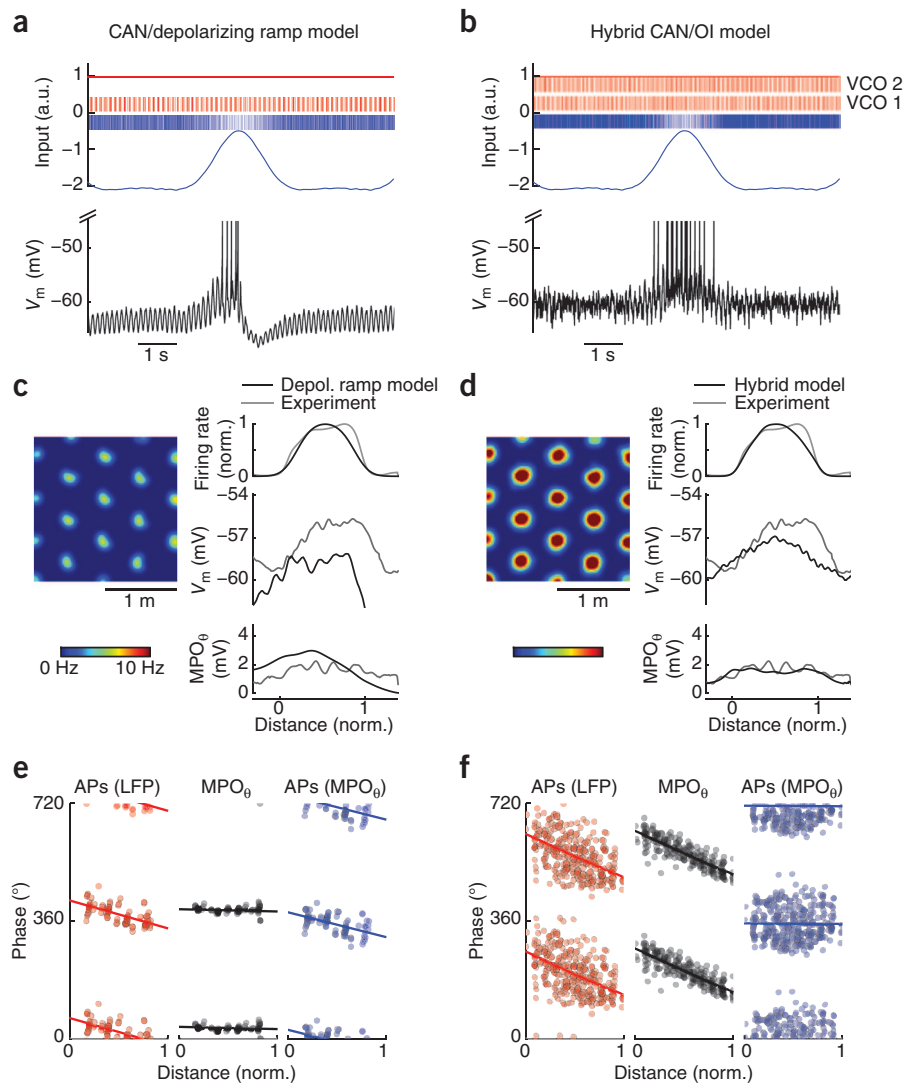 a
CAN/depolarizing ramp model
Input (a.u.)
1
0
−1
−2
Vm (mV)
−50
−60
1 s
b
Hybrid CAN/OI model
Input (a.u.)
1
0
−1
−2
VCO 2
VCO 1
Vm (mV)
−50
−60
1 s
c
Depol. ramp model
Experiment
Firing rate
(norm.)
1
0
−54
−57
−60
Vm
(mV)
1 m
0 Hz 10 Hz
MPOθ
(mV)
4
2
0
0 1
Distance (norm.)
d
Hybrid model
Experiment
Firing rate
(norm.)
1
0
−54
−57
−60
Vm
(mV)
1 m
MPOθ
(mV)
4
2
0
0 1
Distance (norm.)
e
APs (LFP) MPOθ APs (MPOθ)
Phase (°)
720
360
0
0 1 0 1 0 1
Distance (norm.)
f
APs (LFP) MPOθ APs (MPOθ)
Phase (°)
720
360
0
0 1 0 1 0 1
Distance (norm.)